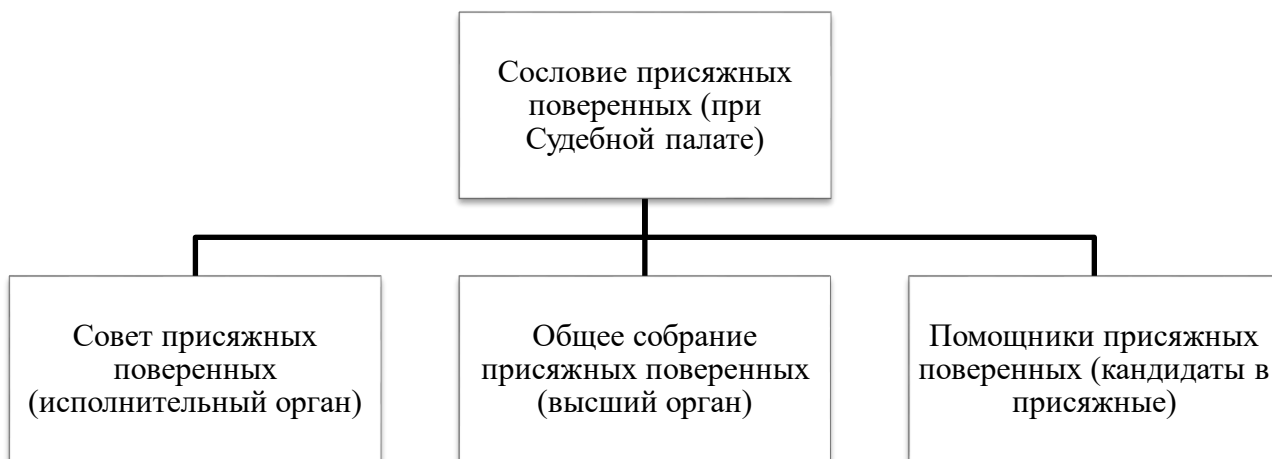 Сословие присяжных
поверенных (при
Судебной палате)
Совет присяжных
поверенных
(исполнительный орган)
Общее собрание
присяжных поверенных
(высший орган)
Помощники присяжных
поверенных (кандидаты в
присяжные)